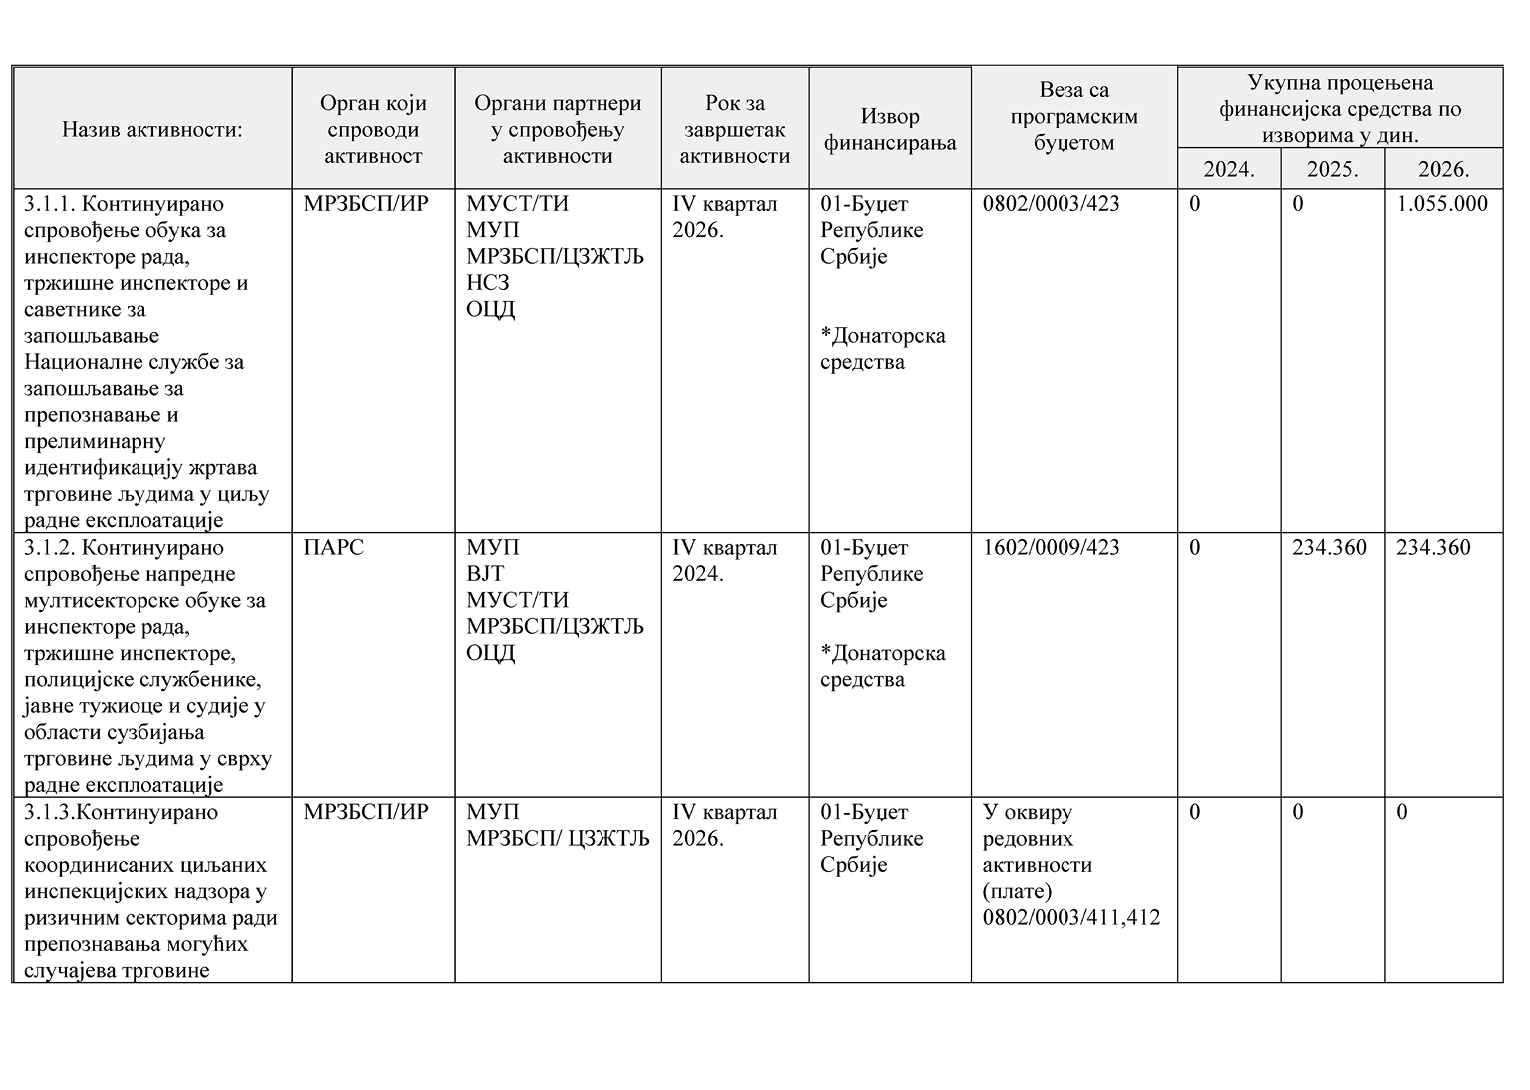 Назив активности:
Орган који
спроводи
активност
Органи партнери
у спровођењу
активности
Рок за
завршетак
активности
Извор
финансирања
Веза са
програмским
буџетом
Укупна процењена
финансијска средства по
изворима у дин.
2024.
2025.
2026.
3.1.1. Континуирано
спровођење обука за
инспекторе рада,
тржишне инспекторе и
саветнике за
запошљавање
Националне службе за
запошљавање за
препознавање и
прелиминарну
идентификацију жртава
трговине људима у циљу
радне експлоатације
МРЗБСП/ИР
МУСТ/ТИ
МУП
МРЗБСП/ЦЗЖТЉ
НСЗ
ОЦД
IV квартал
2026.
01-Буџет
Републике
Србије
*Донаторска
средства
0802/0003/423
0
0
1.055.000
3.1.2. Континуирано
спровођење напредне
мултисекторске обуке за
инспекторе рада,
тржишне инспекторе,
полицијске службенике,
јавне тужиоце и судије у
области сузбијања
трговине људима у сврху
радне експлоатације
ПАРС
МУП
ВЈТ
МУСТ/ТИ
МРЗБСП/ЦЗЖТЉ
ОЦД
IV квартал
2024.
01-Буџет
Републике
Србије
*Донаторска
средства
1602/0009/423
0
234.360
234.360
3.1.3.Континуирано
спровођење
координисаних циљаних
инспекцијских надзора у
ризичним секторима ради
препознавања могућих
случајева трговине
МРЗБСП/ИР
МУП
МРЗБСП/ ЦЗЖТЉ
IV квартал
2026.
01-Буџет
Републике
Србије
У оквиру
редовних
активности
(плате)
0802/0003/411,412
0
0
0